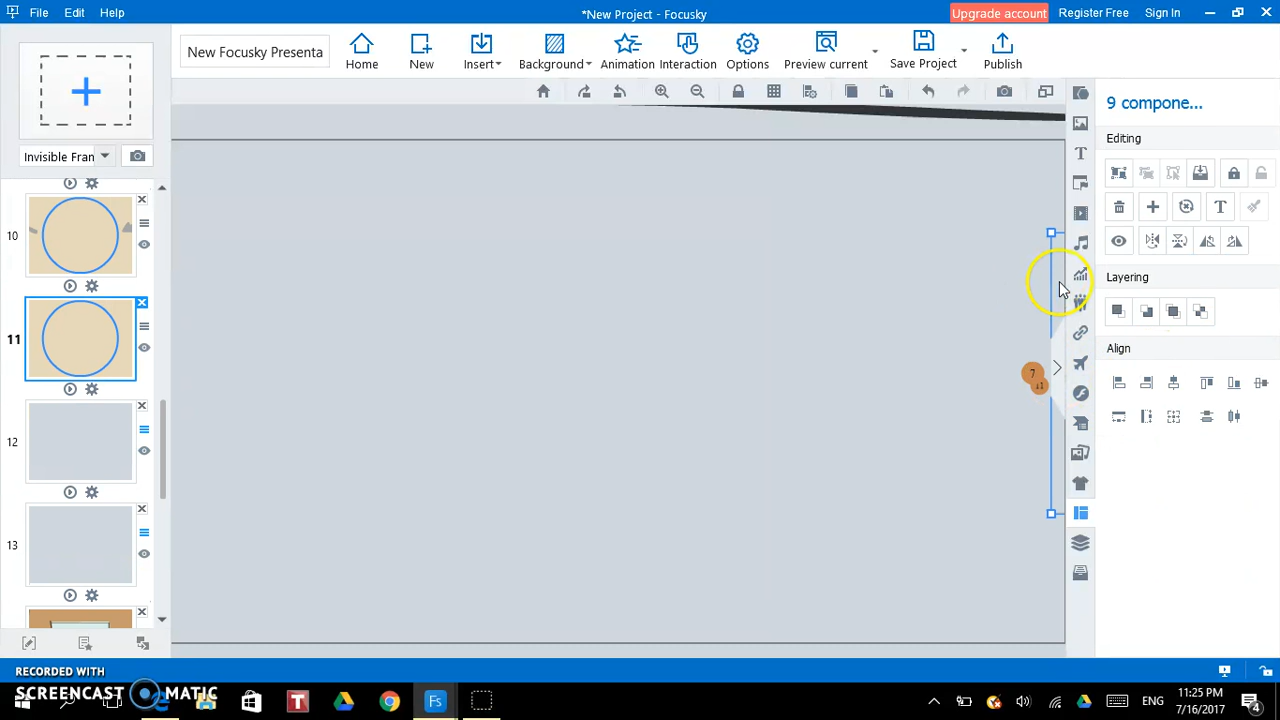 File Edit Help
*New Project - Focusky
Upgrade account Register Free Sign In
New Focusky Presenta
Home New Insert Background Animation Interaction Options Preview current Save Project Publish
Invisible Fran
9 compone...
Editing
T
Layering
Align
10
11
12
13
7
RECORDED WITH
SCREENCAST MATIC
T Fs
ENG
11:25 PM
7/16/2017
4